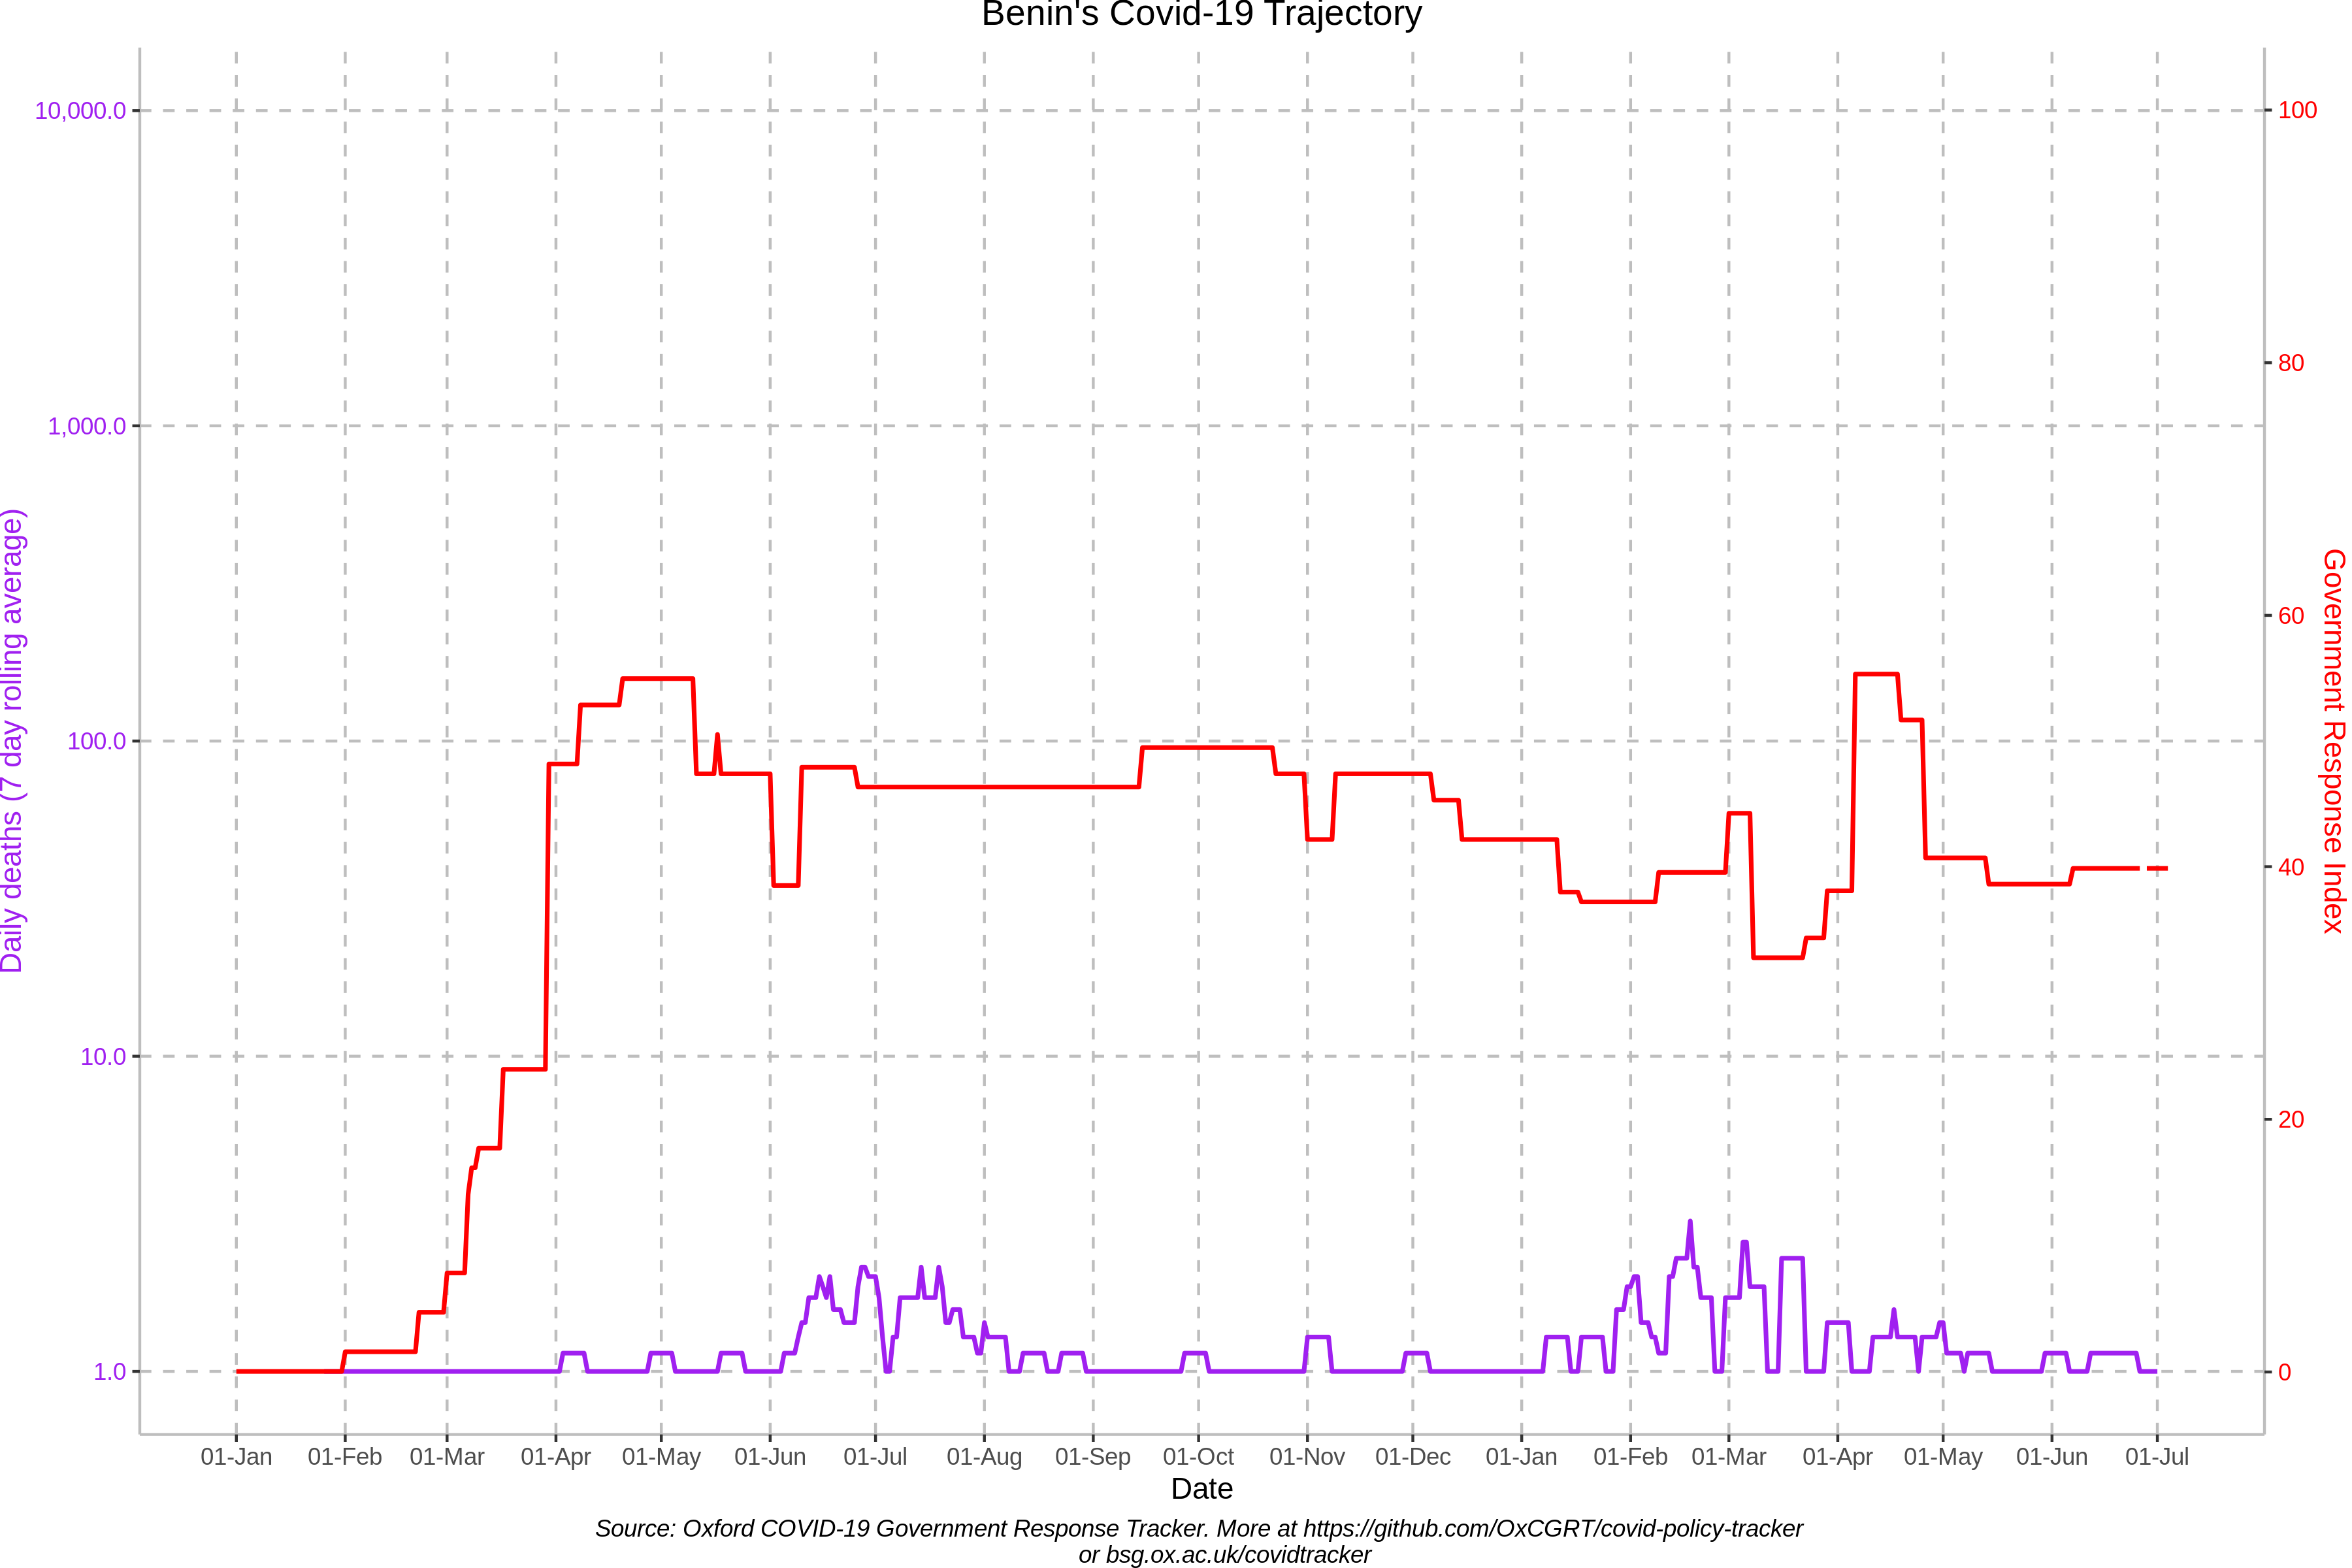 Benin's Covid-19 Trajectory
10,000.0
1,000.0
100.0
10.0
1.0
Daily deaths (7 day rolling average)
100
80
60
40
20
0
Government Response Index
01-Jan 01-Feb 01-Mar 01-Apr 01-May 01-Jun 01-Jul 01-Aug 01-Sep 01-Oct 01-Nov 01-Dec 01-Jan 01-Feb 01-Mar 01-Apr 01-May 01-Jun 01-Jul
Date
Source: Oxford COVID-19 Government Response Tracker. More at https://github.com/OxCGRT/covid-policy-tracker
or bsg.ox.ac.uk/covidtracker